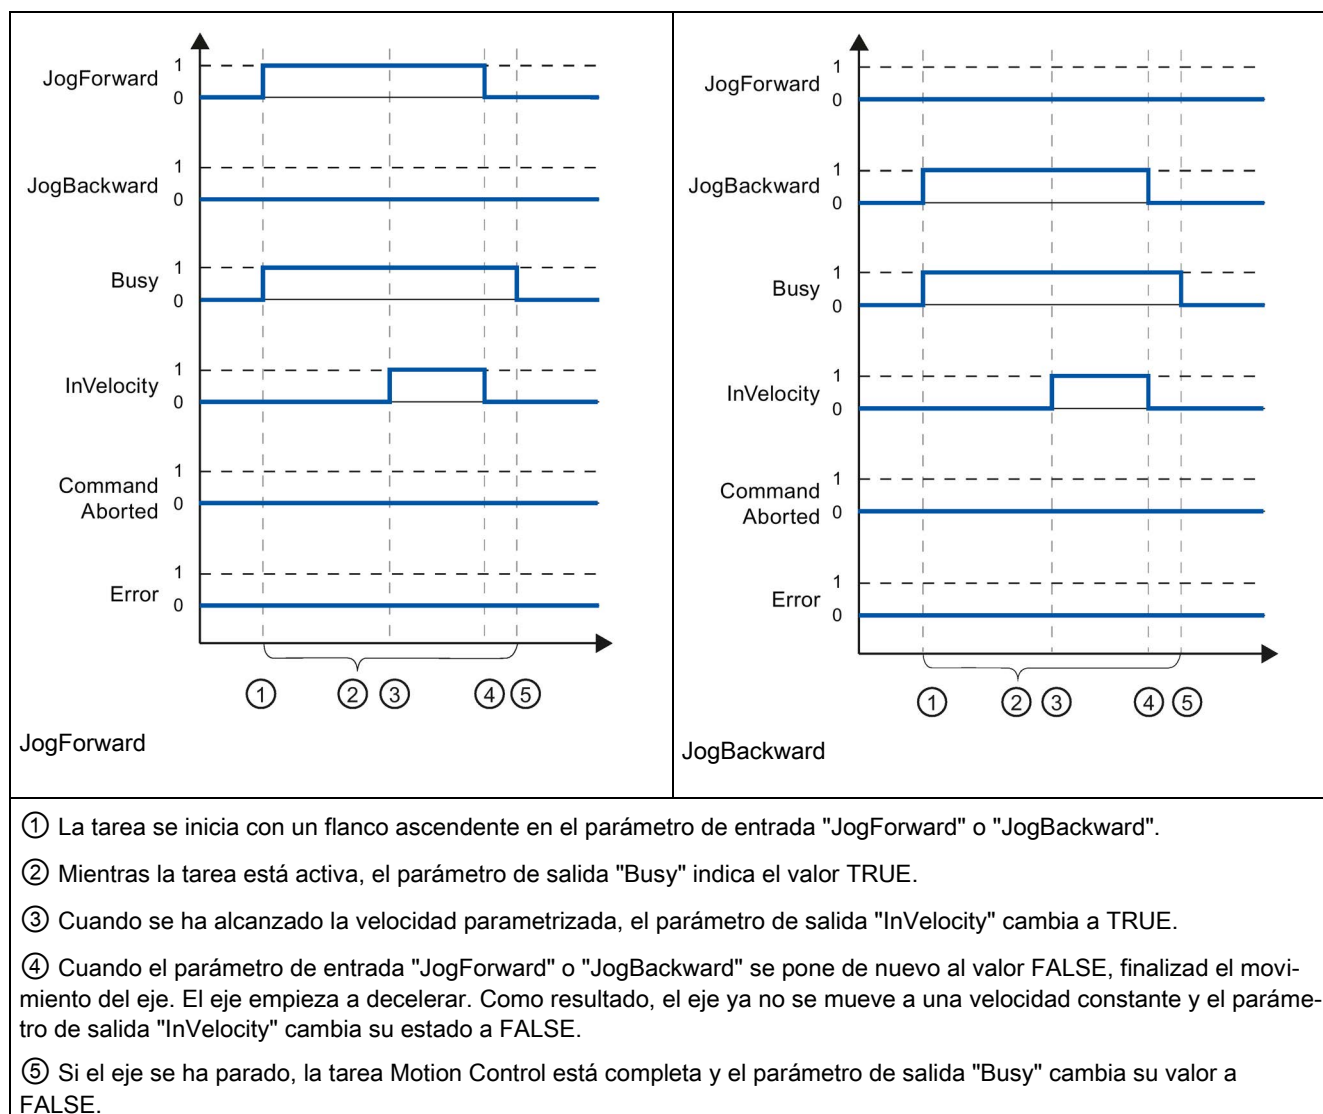 JogForward
1
0
JogBackward
1
0
Busy
1
0
InVelocity
1
0
Command
Aborted
1
0
Error
1
0
① ② ③ ④ ⑤
JogForward
JogForward
1
0
JogBackward
1
0
Busy
1
0
InVelocity
1
0
Command
Aborted
1
0
Error
1
0
① ② ③ ④ ⑤
JogBackward
① La tarea se inicia con un flanco ascendente en el parámetro de entrada "JogForward" o "JogBackward".
② Mientras la tarea está activa, el parámetro de salida "Busy" indica el valor TRUE.
③ Cuando se ha alcanzado la velocidad parametrizada, el parámetro de salida "InVelocity" cambia a TRUE.
④ Cuando el parámetro de entrada "JogForward" o "JogBackward" se pone de nuevo al valor FALSE, finalizad el movi-
miento del eje. El eje empieza a decelerar. Como resultado, el eje ya no se mueve a una velocidad constante y el paráme-
tro de salida "InVelocity" cambia su estado a FALSE.
⑤ Si el eje se ha parado, la tarea Motion Control está completa y el parámetro de salida "Busy" cambia su valor a
FALSE.